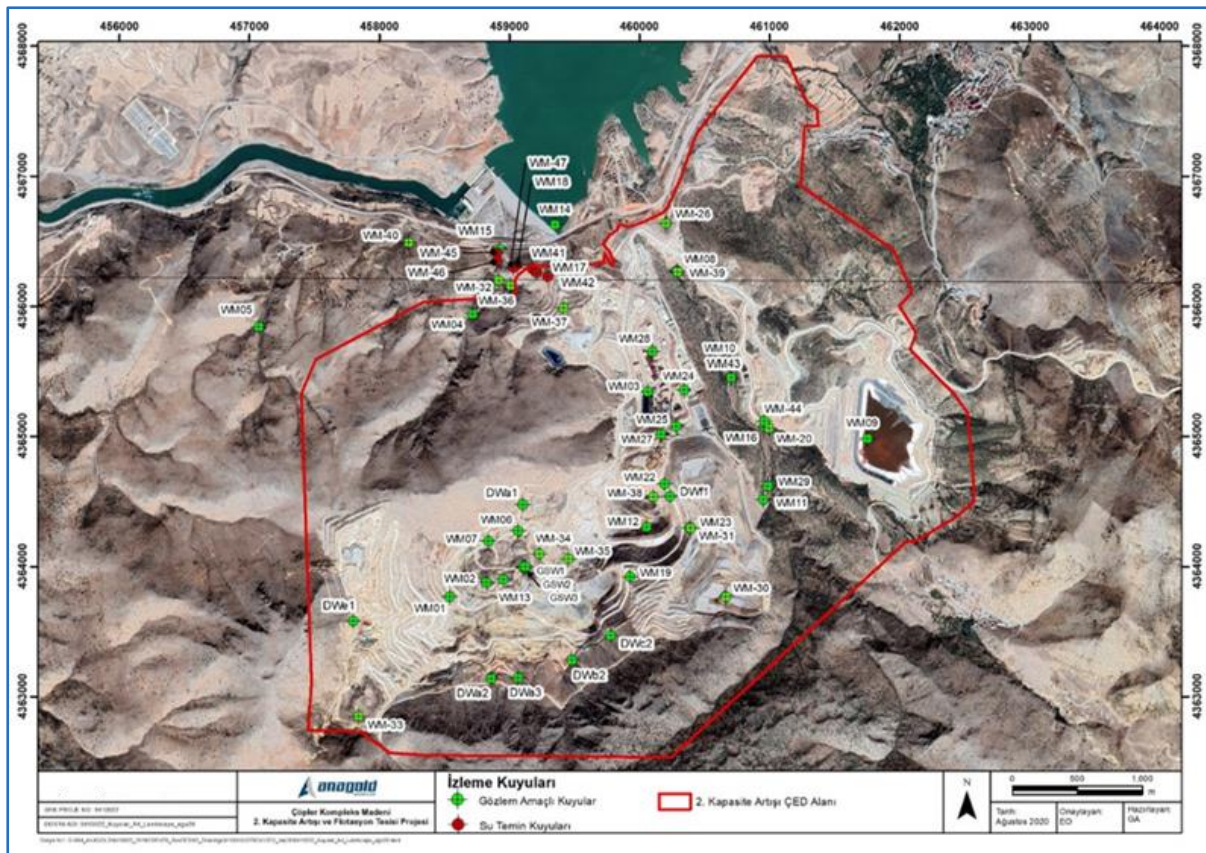 456000 457000 458000 459000 460000 461000 462000 463000 464000
4368000 4368000
4367000 4367000
4366000 4366000
4365000 4365000
4364000 4364000
4363000 4363000
WM-47
WM18
WM14
WM-26
WM15
WM-40
WM-45
WM41
WM08
WM-46
WM17
WM-39
WM-32
WM42
WM-36
WM05
WM04
WM-37
WM28
WM10
WM43
WM24
WM03
WM25
WM-44
WM09
WM27
WM16
WM-20
WM22
WM29
DWa1
WM-38
DWf1
WM11
WM06
WM12
WM23
WM07
WM-34
WM-31
WM-35
WM02
GSW1
GSW2
WM19
GSW3
WM13
WM01
WM-30
DWe1
DWc2
DWb2
DWa2
DWa3
WM-33
anagold
Çöpler Kompleks Madeni
2. Kapasite Artışı ve Flotasyon Tesisi Projesi
İzleme Kuyuları
Gözlem Amaçlı Kuyular
Su Temin Kuyuları
2. Kapasite Artışı ÇED Alanı
N
0 500 1,000
m
Tarih: Onaylayan: Hazırlayan:
Ağustos 2020 EO GA